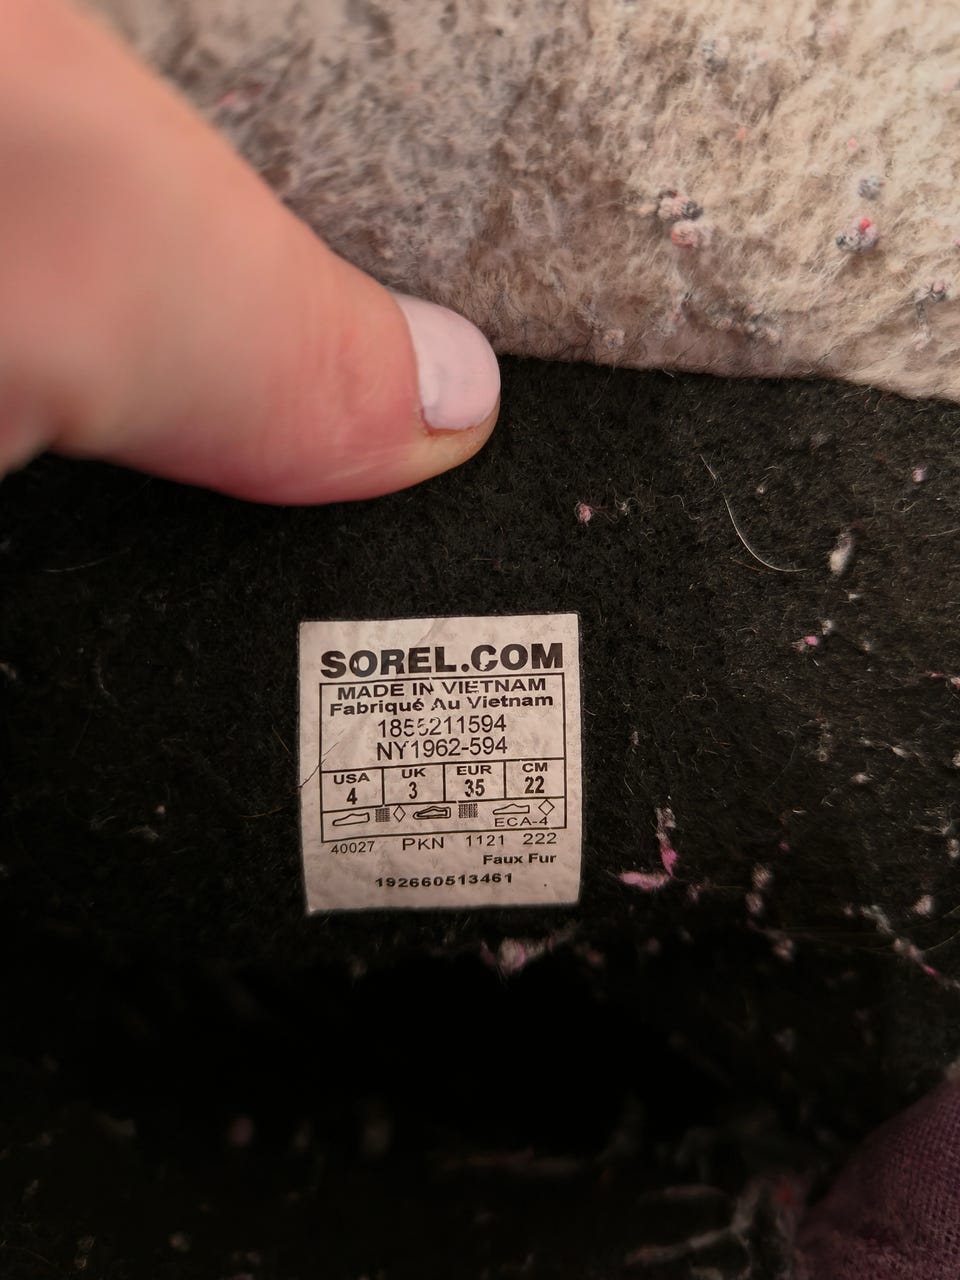 SOREL.COM
MADE IN VIETNAM
Fabriqué Au Vietnam
1855211594
NY1962-594
USA UK EUR CM
4 3 35 22
ECA-4
40027 PKN 1121 222
Faux Fur
192660513461